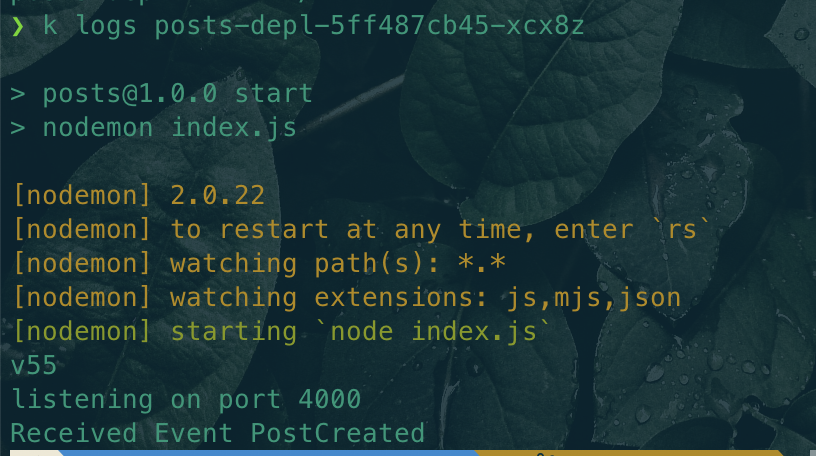 ❯ k logs posts-depl-5ff487cb45-xcx8z
> posts@1.0.0 start
> nodemon index.js
[nodemon] 2.0.22
[nodemon] to restart at any time, enter `rs`
[nodemon] watching path(s): *.*
[nodemon] watching extensions: js,mjs,json
[nodemon] starting `node index.js`
v55
listening on port 4000
Received Event PostCreated